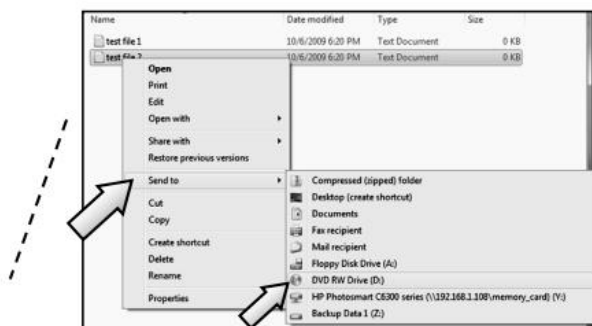 Name Date modified Type Size
test file 1 10/6/2009 6:20 PM Text Document 0 KB
test file 2 10/6/2009 6:20 PM Text Document 0 KB
Open
Print
Edit
Open with
Share with
Restore previous versions
Send to
Cut
Copy
Create shortcut
Delete
Rename
Properties
Compressed (zipped) folder
Desktop (create shortcut)
Documents
Fax recipient
Mail recipient
Floppy Disk Drive (A:)
DVD RW Drive (D:)
HP Photosmart C6300 series (\\192.168.1.108\memory_card) (Y:)
Backup Data 1 (Z:)